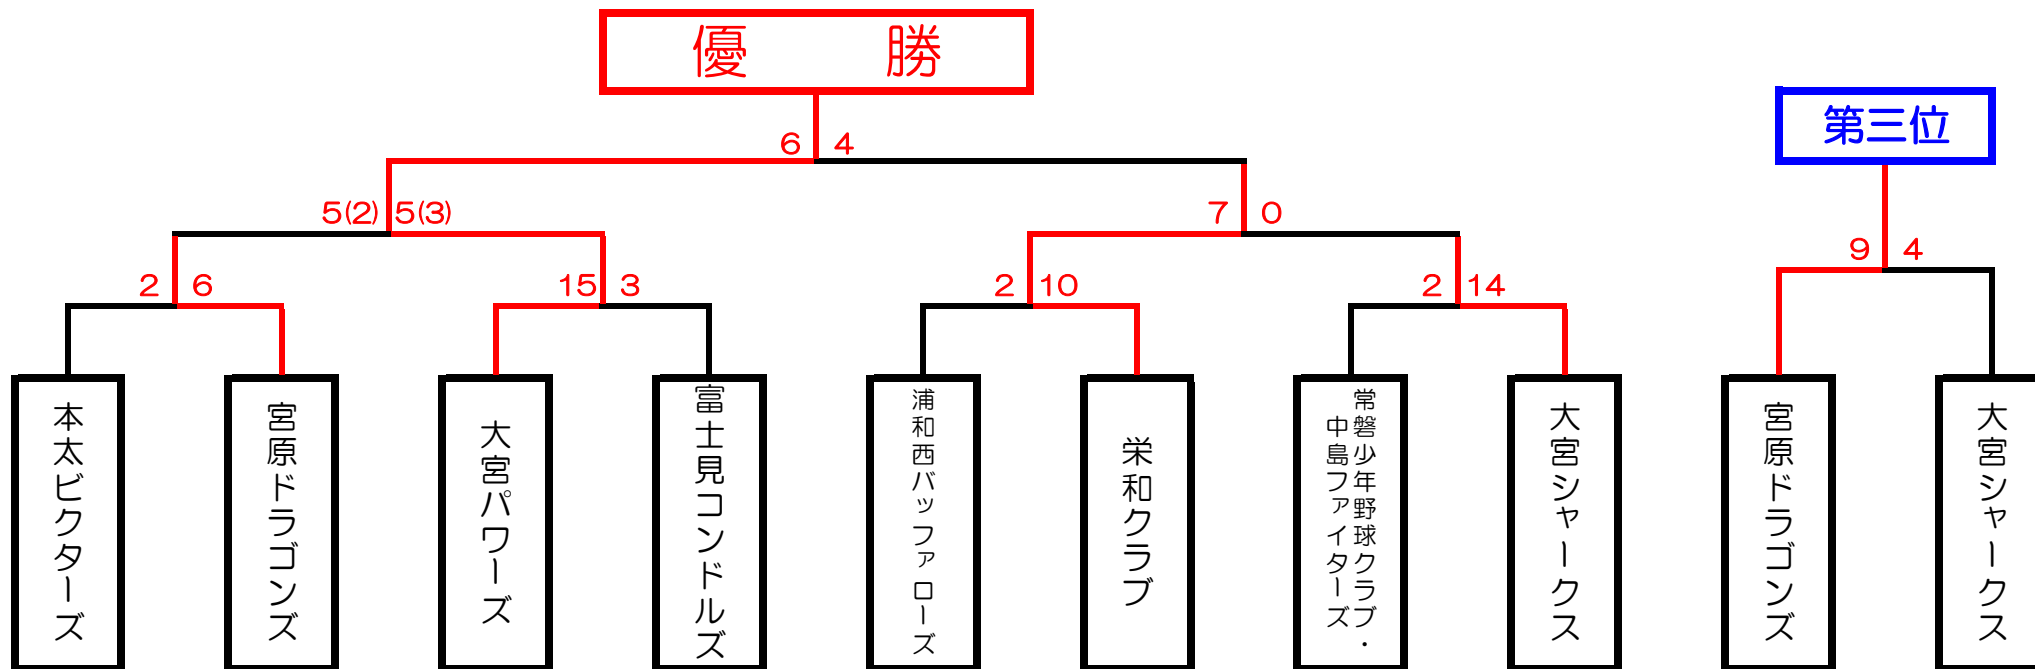 優 勝
第三位
6 4
5(2) 5(3)
7 0
9 4
2 6
15 3
2 10
2 14
本太ビクターズ
宮原ドラゴンズ
大宮パワーズ
富士見コンドルズ
浦和西バッファローズ
栄和クラブ
常磐少年野球クラブ・
中島ファイターズ
大宮シャークス
宮原ドラゴンズ
大宮シャークス